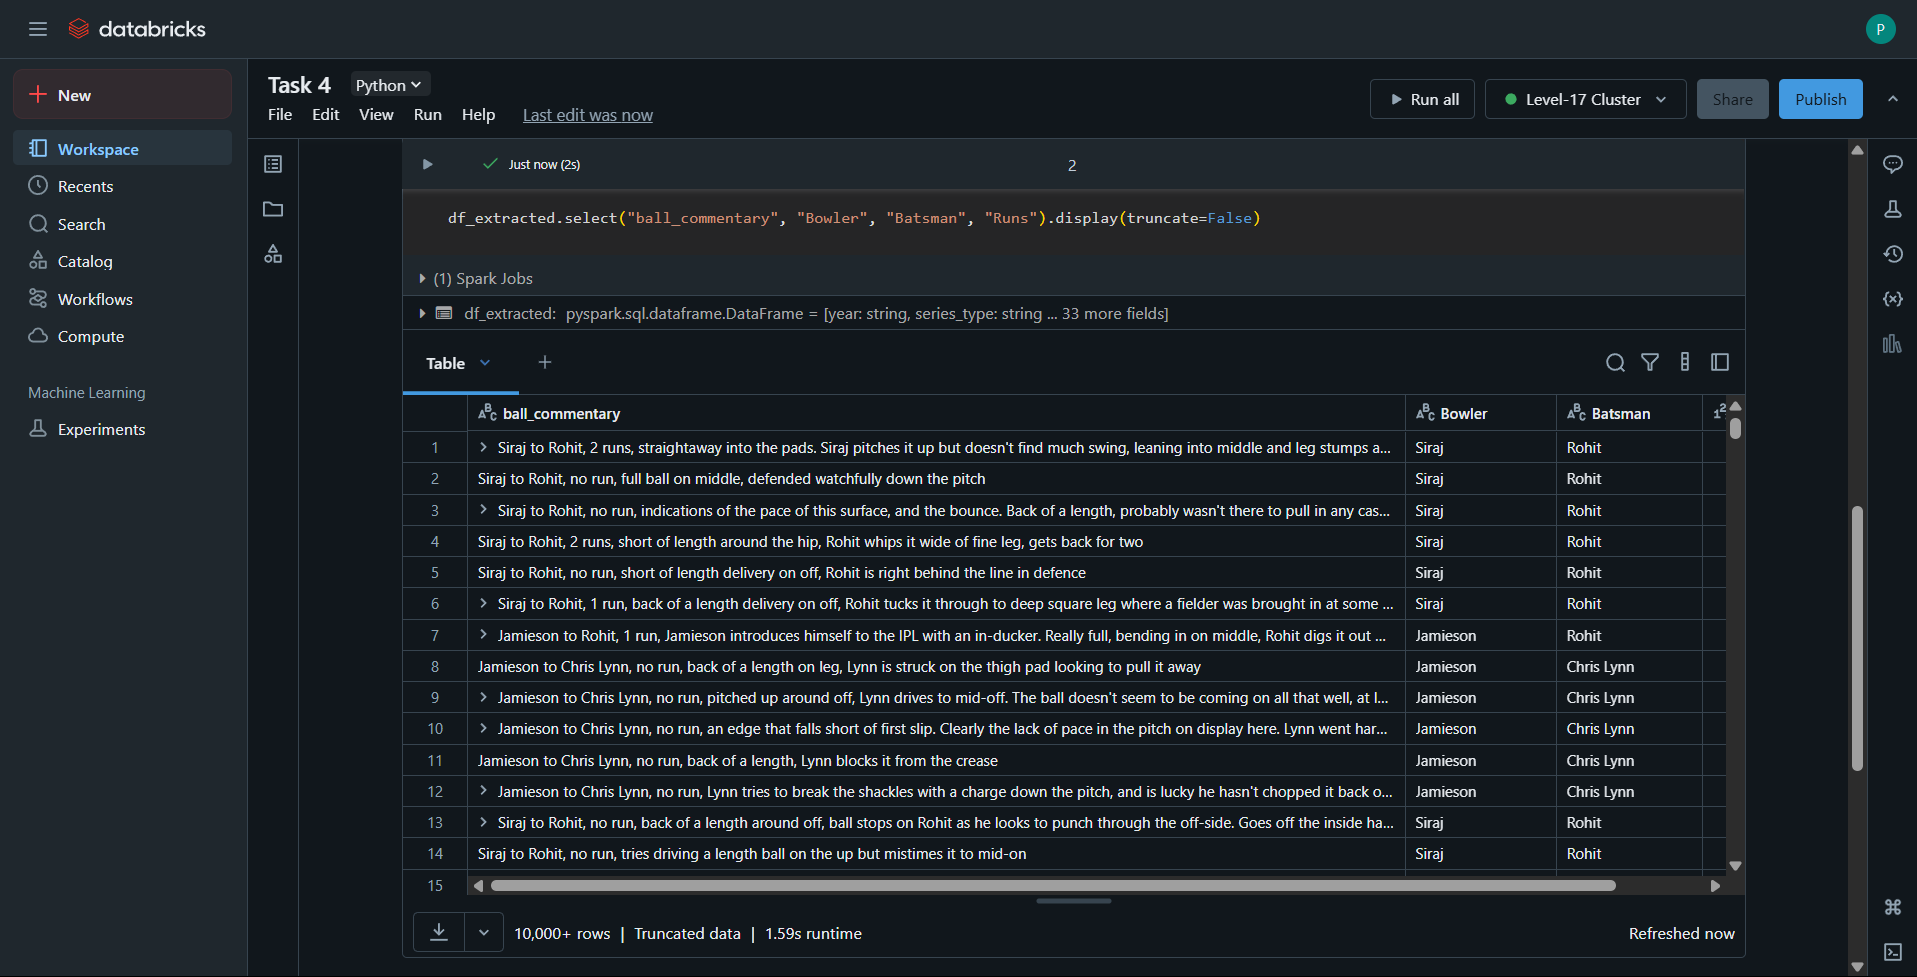 databricks
P
New
Workspace
Recents
Search
Catalog
Workflows
Compute
Machine Learning
Experiments
Task 4 Python
File Edit View Run Help Last edit was now
Run all Level-17 Cluster Share Publish
Just now (2s) 2
df_extracted.select("ball_commentary", "Bowler", "Batsman", "Runs").display(truncate=False)
(1) Spark Jobs
df_extracted: pyspark.sql.dataframe.DataFrame = [year: string, series_type: string ... 33 more fields]
Table
ball_commentary Bowler Batsman
1 Siraj to Rohit, 2 runs, straightaway into the pads. Siraj pitches it up but doesn't find much swing, leaning into middle and leg stumps a... Siraj Rohit
2 Siraj to Rohit, no run, full ball on middle, defended watchfully down the pitch Siraj Rohit
3 Siraj to Rohit, no run, indications of the pace of this surface, and the bounce. Back of a length, probably wasn't there to pull in any cas... Siraj Rohit
4 Siraj to Rohit, 2 runs, short of length around the hip, Rohit whips it wide of fine leg, gets back for two Siraj Rohit
5 Siraj to Rohit, no run, short of length delivery on off, Rohit is right behind the line in defence Siraj Rohit
6 Siraj to Rohit, 1 run, back of a length delivery on off, Rohit tucks it through to deep square leg where a fielder was brought in at some ... Siraj Rohit
7 Jamieson to Rohit, 1 run, Jamieson introduces himself to the IPL with an in-ducker. Really full, bending in on middle, Rohit digs it out ... Jamieson Rohit
8 Jamieson to Chris Lynn, no run, back of a length on leg, Lynn is struck on the thigh pad looking to pull it away Jamieson Chris Lynn
9 Jamieson to Chris Lynn, no run, pitched up around off, Lynn drives to mid-off. The ball doesn't seem to be coming on all that well, at l... Jamieson Chris Lynn
10 Jamieson to Chris Lynn, no run, an edge that falls short of first slip. Clearly the lack of pace in the pitch on display here. Lynn went har... Jamieson Chris Lynn
11 Jamieson to Chris Lynn, no run, back of a length, Lynn blocks it from the crease Jamieson Chris Lynn
12 Jamieson to Chris Lynn, no run, Lynn tries to break the shackles with a charge down the pitch, and is lucky he hasn't chopped it back o... Jamieson Chris Lynn
13 Siraj to Rohit, no run, back of a length around off, ball stops on Rohit as he looks to punch through the off-side. Goes off the inside ha... Siraj Rohit
14 Siraj to Rohit, no run, tries driving a length ball on the up but mistimes it to mid-on Siraj Rohit
15
10,000+ rows | Truncated data | 1.59s runtime Refreshed now